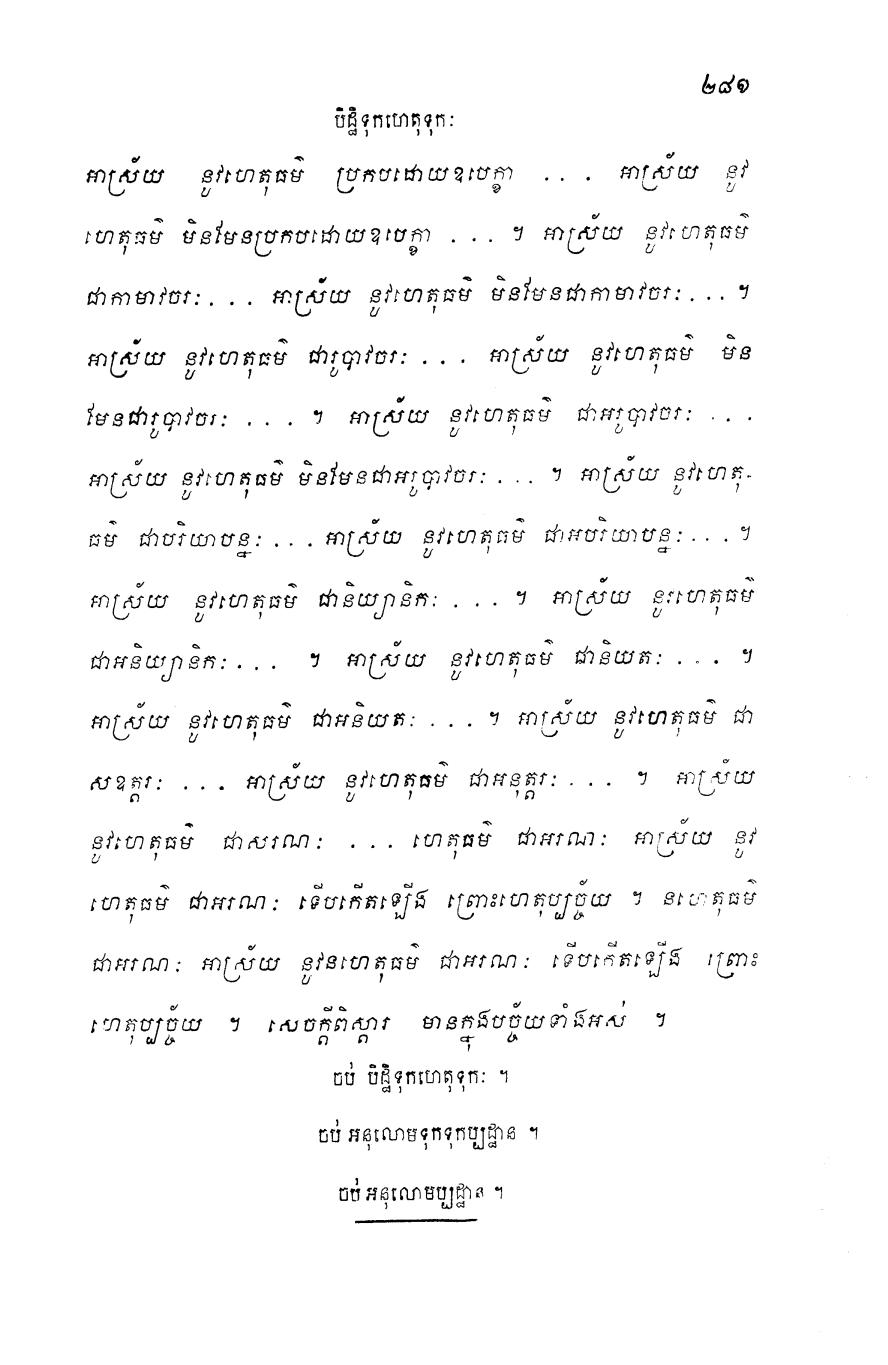 ២៨១
បិដ្ឋិទុកហេតុទុកៈ
អាស្រ័យ នូវហេតុធម៌ ប្រកបដោយឧបេក្ខា . . . អាស្រ័យ នូវ
ហេតុធម៌ មិនមែនប្រកបដោយឧបេក្ខា . . . ។ អាស្រ័យ នូវហេតុធម៌
ជាកាមាវចរៈ . . . អាស្រ័យ នូវហេតុធម៌ មិនមែនជាកាមាវចរៈ . . . ។
អាស្រ័យ នូវហេតុធម៌ ជារូបាវចរៈ . . . អាស្រ័យ នូវហេតុធម៌ មិន
មែនជារូបាវចរៈ . . . ។ អាស្រ័យ នូវហេតុធម៌ ជាអរូបាវចរៈ . . .
អាស្រ័យ នូវហេតុធម៌ មិនមែនជាអរូបាវចរៈ . . . ។ អាស្រ័យ នូវហេតុ-
ធម៌ ជាបរិយាបន្នៈ . . . អាស្រ័យ នូវហេតុធម៌ ជាអបរិយាបន្នៈ . . . ។
អាស្រ័យ នូវហេតុធម៌ ជានិយ្យានិកៈ . . . ។ អាស្រ័យ នូវហេតុធម៌
ជាអនិយ្យានិកៈ . . . ។ អាស្រ័យ នូវហេតុធម៌ ជានិយតៈ . . . ។
អាស្រ័យ នូវហេតុធម៌ ជាអនិយតៈ . . . ។ អាស្រ័យ នូវហេតុធម៌ ជា
សឧត្តរៈ . . . អាស្រ័យ នូវហេតុធម៌ ជាអនុត្តរៈ . . . ។ អាស្រ័យ
នូវហេតុធម៌ ជាសរណៈ . . . ហេតុធម៌ ជាអរណៈ អាស្រ័យ នូវ
ហេតុធម៌ ជាអរណៈ ទើបកើតឡើង ព្រោះហេតុប្បច្ច័យ ។ នហេតុធម៌
ជាអរណៈ អាស្រ័យ នូវនហេតុធម៌ ជាអរណៈ ទើបកើតឡើង ព្រោះ
ហេតុប្បច្ច័យ ។ សេចក្តីពិស្តារ មានក្នុងបច្ច័យទាំងអស់ ។
ចប់ បិដ្ឋិទុកហេតុទុកៈ ។
ចប់ អនុលោមទុកទុកប្បដ្ឋាន ។
ចប់ អនុលោមប្បដ្ឋាន ។